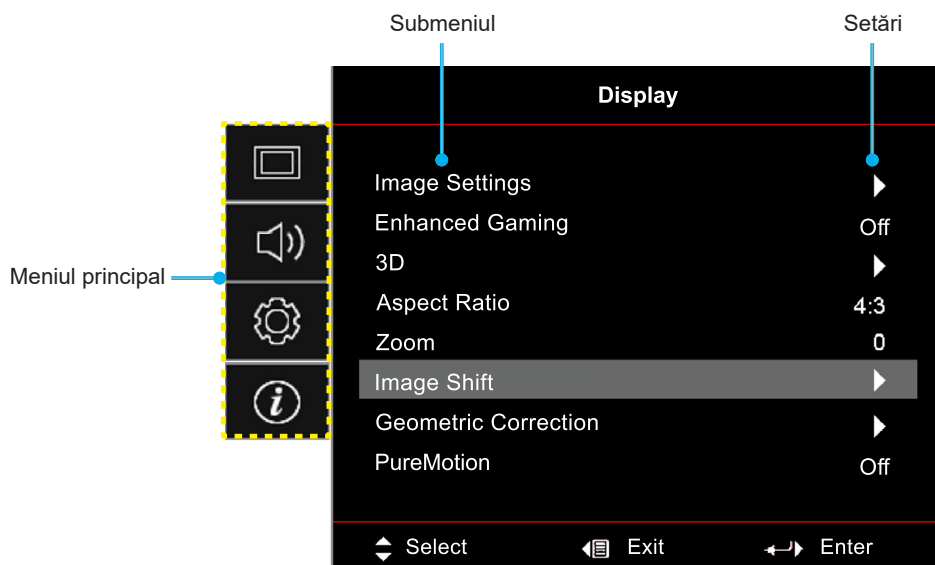 Submeniul Setări
Display
Image Settings
Enhanced Gaming Off
3D
Meniul principal
Aspect Ratio 4:3
Zoom 0
Image Shift
Geometric Correction
PureMotion Off
Select Exit Enter